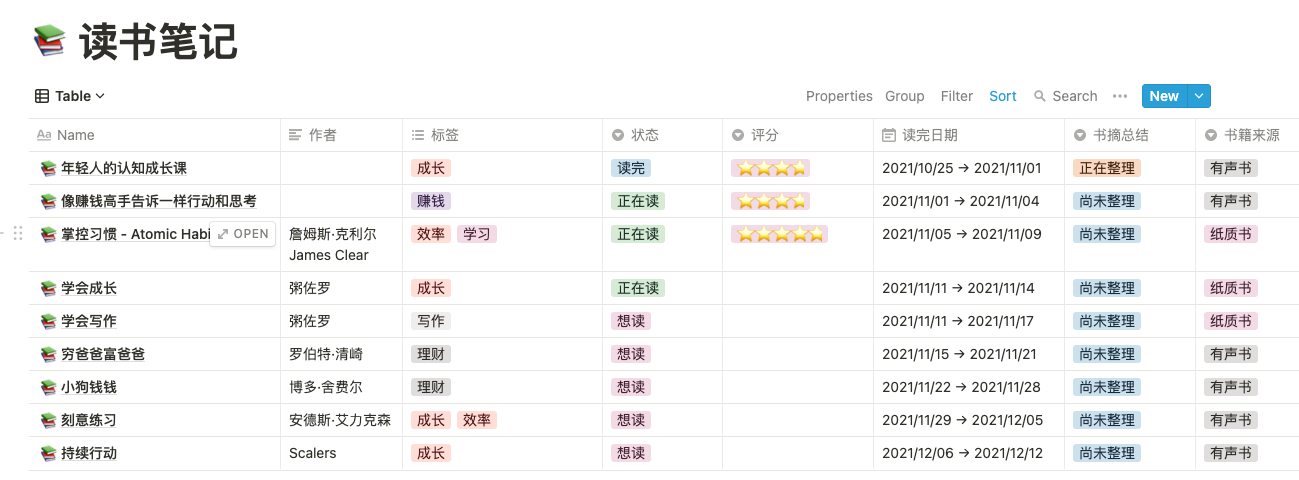 读书笔记
Table
Properties Group Filter Sort Search New
Aa Name 作者 标签 状态 评分 读完日期 书摘总结 书籍来源
年轻人的认知成长课 成长 读完 2021/10/25 → 2021/11/01 正在整理 有声书
像赚钱高手告诉一样行动和思考 赚钱 正在读 2021/11/01 → 2021/11/04 尚未整理 有声书
掌控习惯 - Atomic Habi OPEN 詹姆斯·克利尔 效率 学习 正在读 2021/11/05 → 2021/11/09 尚未整理 纸质书
James Clear
学会成长 粥佐罗 成长 正在读 2021/11/11 → 2021/11/14 尚未整理 纸质书
学会写作 粥佐罗 写作 想读 2021/11/11 → 2021/11/17 尚未整理 纸质书
穷爸爸富爸爸 罗伯特·清崎 理财 想读 2021/11/15 → 2021/11/21 尚未整理 有声书
小狗钱钱 博多·舍费尔 理财 想读 2021/11/22 → 2021/11/28 尚未整理 有声书
刻意练习 安德斯·艾力克森 成长 效率 想读 2021/11/29 → 2021/12/05 尚未整理 有声书
持续行动 Scalers 成长 想读 2021/12/06 → 2021/12/12 尚未整理 有声书